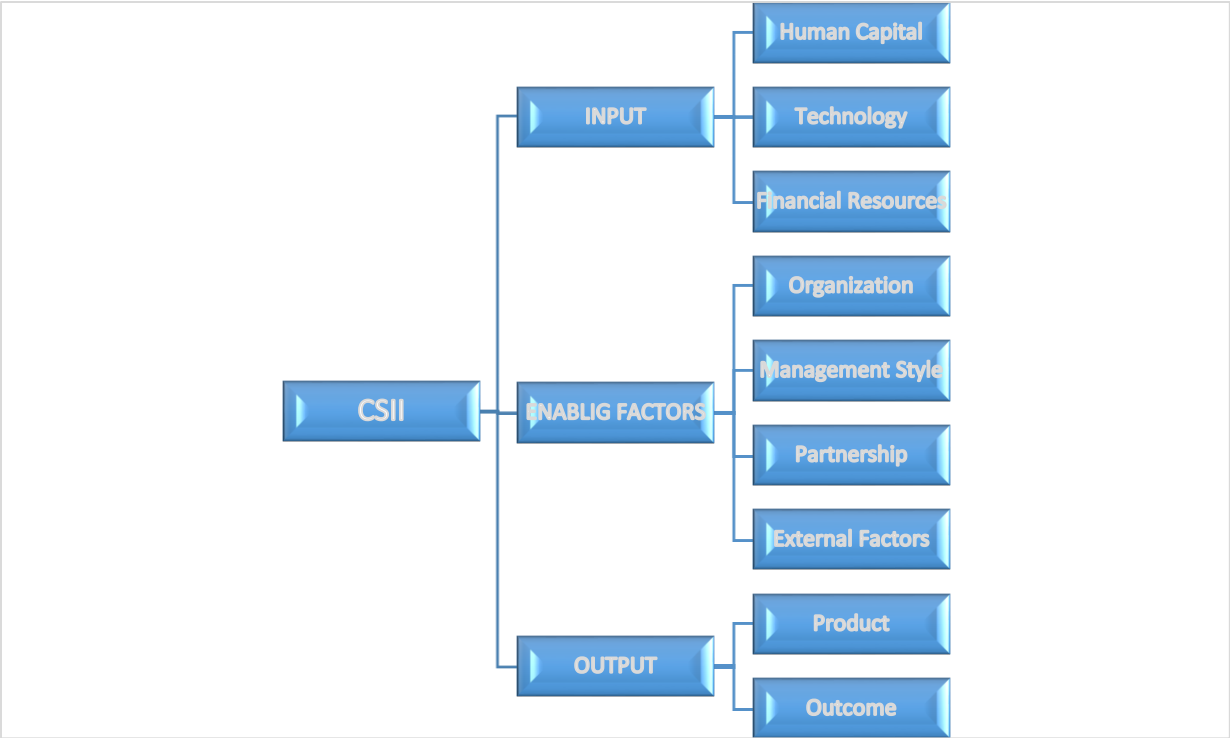 Human Capital
INPUT
Technology
Financial Resources
Organization
Management Style
CSII
ENABLIG FACTORS
Partnership
External Factors
Product
OUTPUT
Outcome